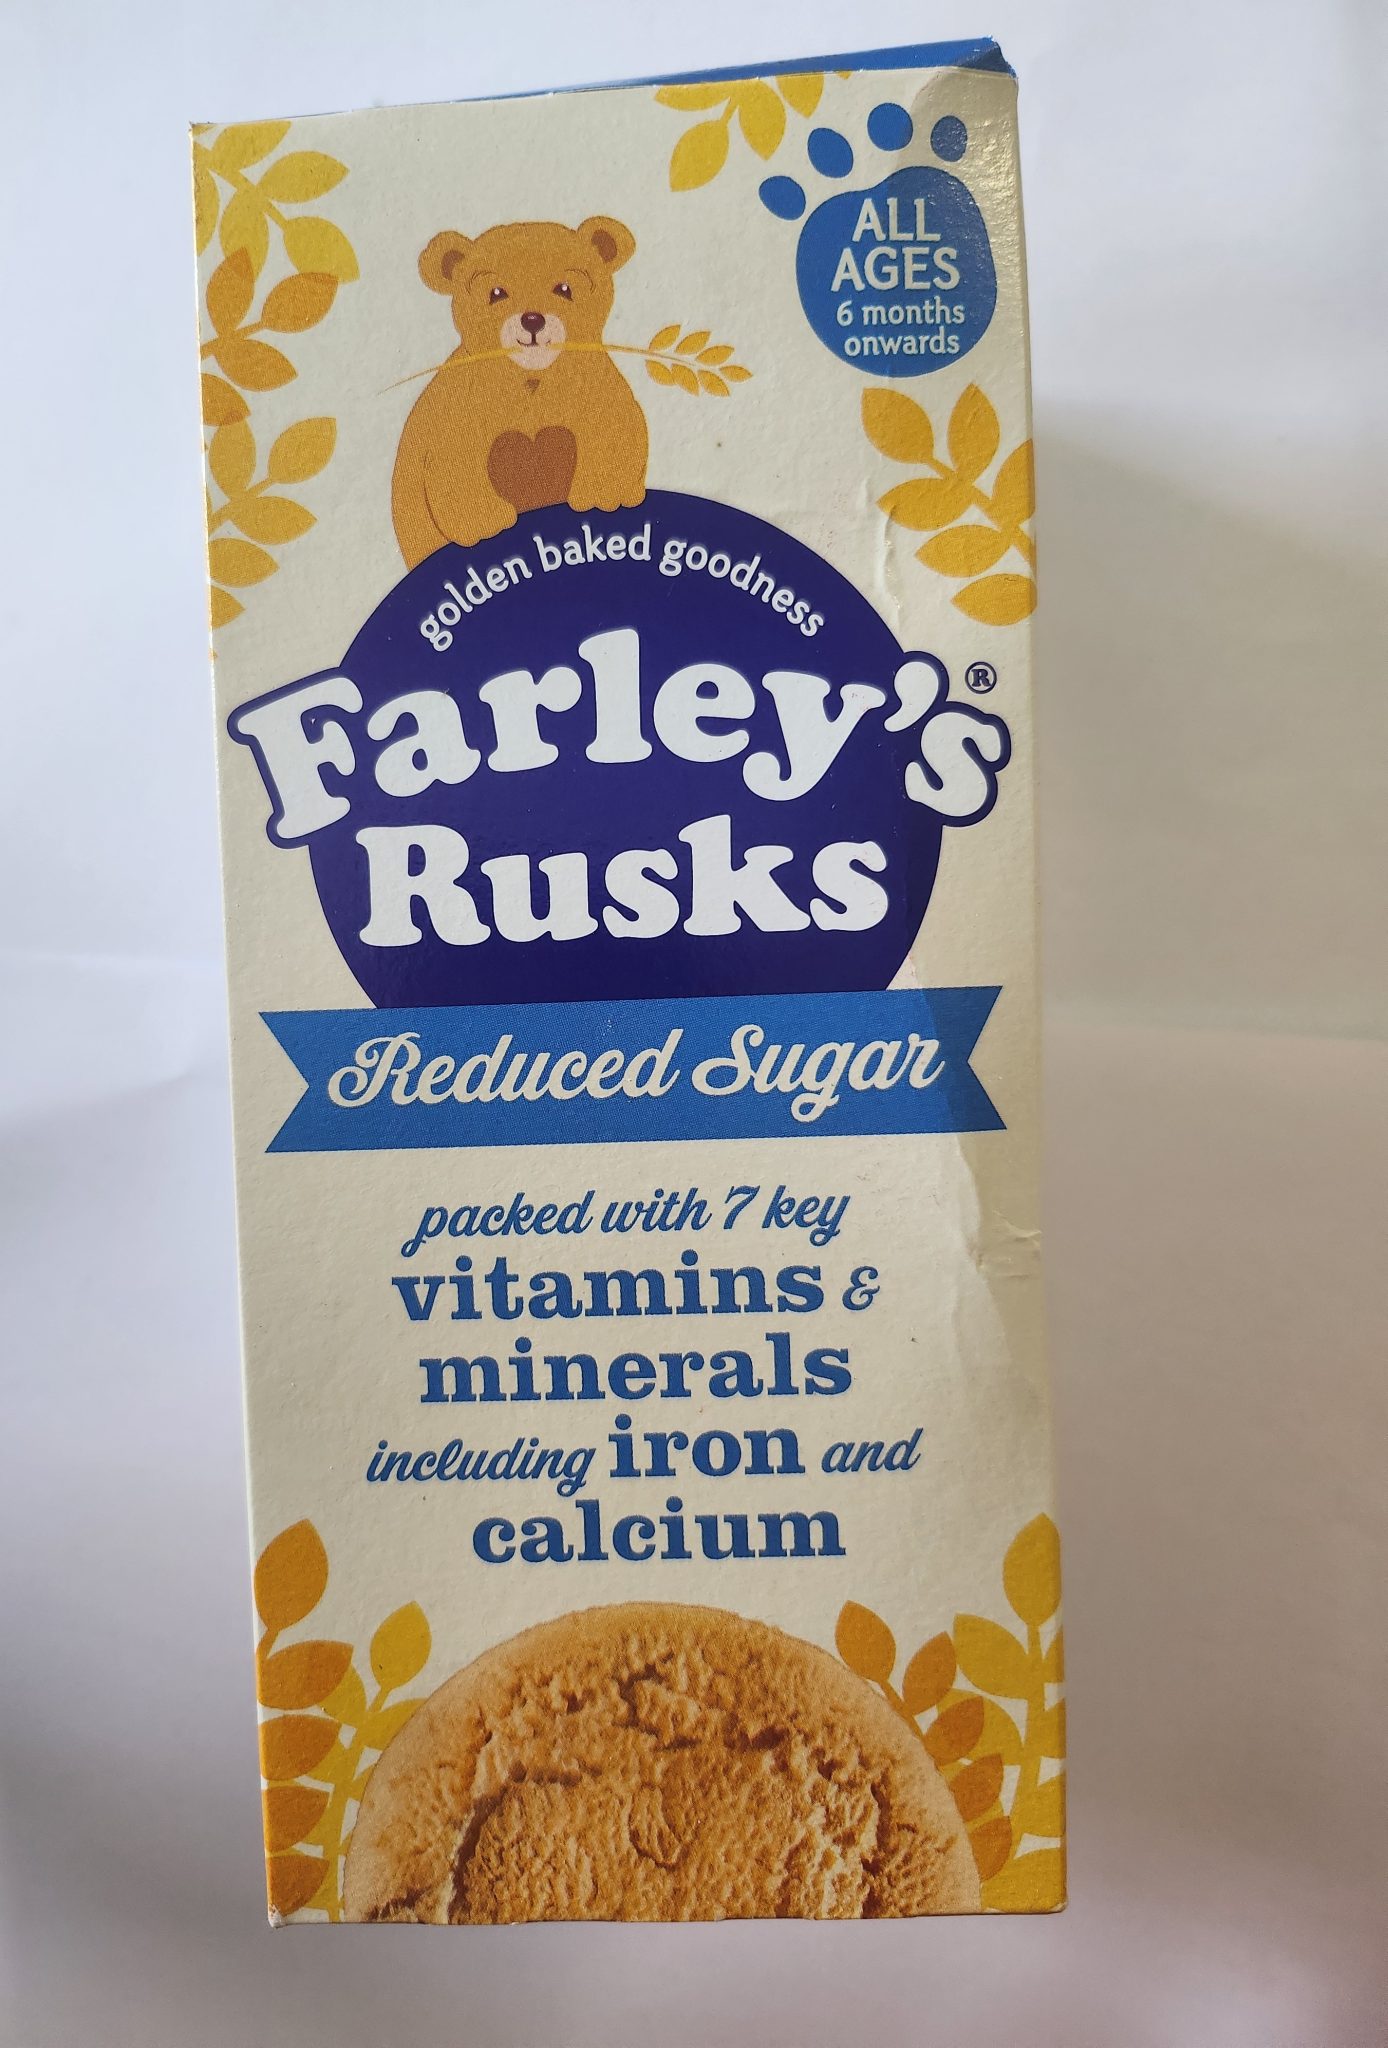 ALL
AGES
6 months
onwards
golden baked goodness
Farley's®
Rusks
Reduced Sugar
packed with 7 key
vitamins &
minerals
including iron and
calcium